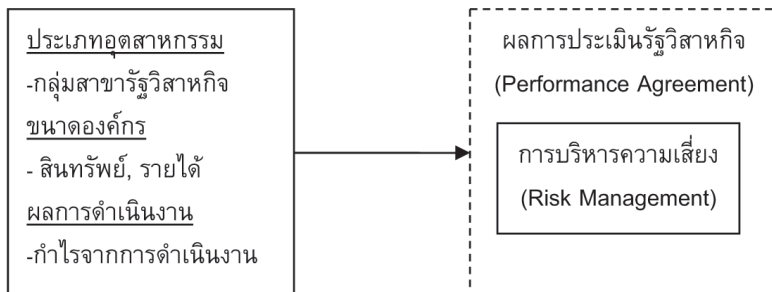 ประเภทอุตสาหกรรม
-กลุ่มสาขารัฐวิสาหกิจ
ขนาดองค์กร
- สินทรัพย์, รายได้
ผลการดำเนินงาน
-กำไรจากการดำเนินงาน
ผลการประเมินรัฐวิสาหกิจ
(Performance Agreement)
การบริหารความเสี่ยง
(Risk Management)